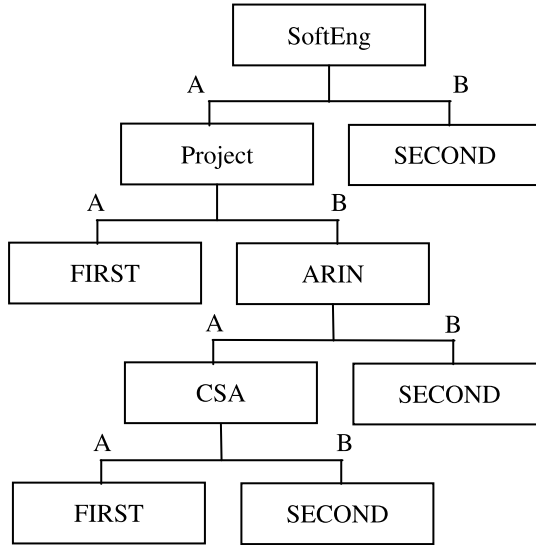 SoftEng
A B
Project SECOND
A B
FIRST ARIN
A B
CSA SECOND
A B
FIRST SECOND